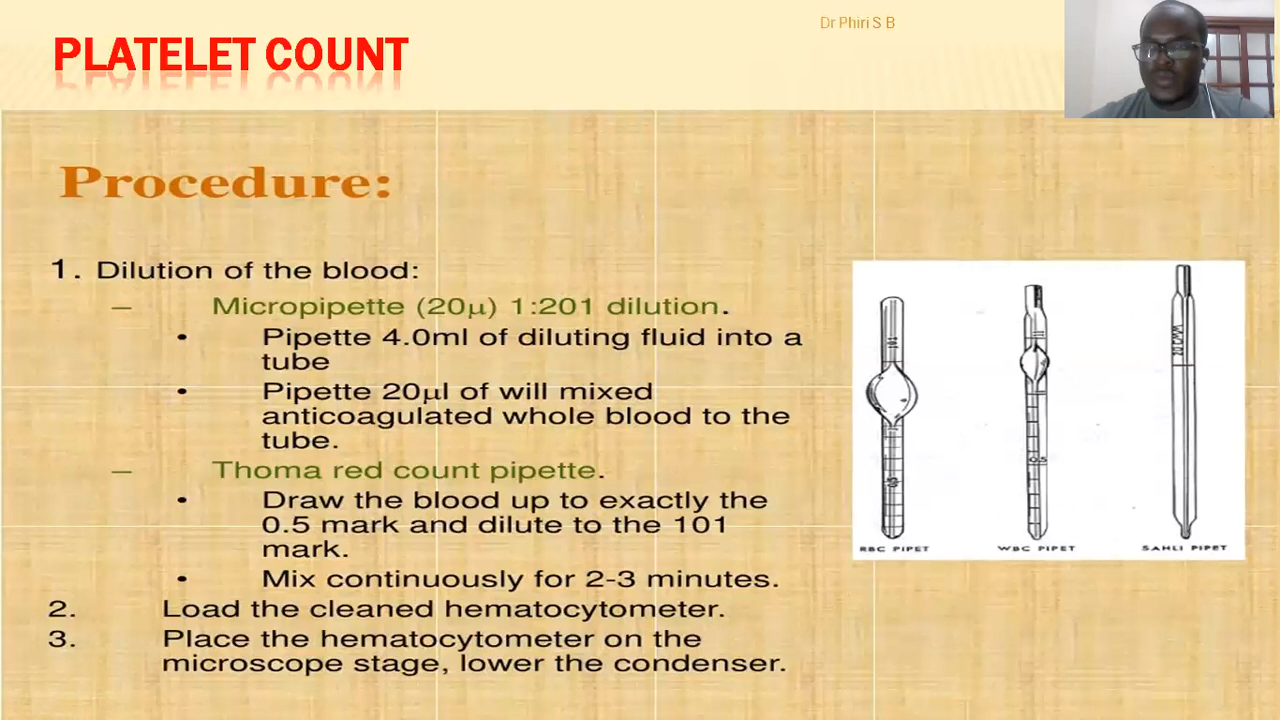 Dr Phiri S B
PLATELET COUNT
Procedure:
1. Dilution of the blood:
– Micropipette (20µ) 1:201 dilution.
• Pipette 4.0ml of diluting fluid into a
tube
• Pipette 20µl of will mixed
anticoagulated whole blood to the
tube.
– Thoma red count pipette.
• Draw the blood up to exactly the
0.5 mark and dilute to the 101
mark.
• Mix continuously for 2-3 minutes.
2. Load the cleaned hematocytometer.
3. Place the hematocytometer on the
microscope stage, lower the condenser.
RBC PIPET
WBC PIPET
SAHLI PIPET